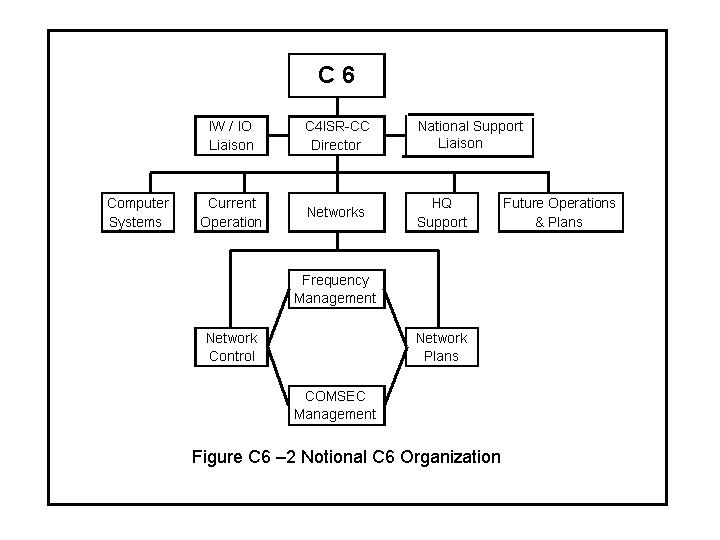 C 6
IW / IO
Liaison
C4ISR-CC
Director
National Support
Liaison
Computer
Systems
Current
Operation
Networks
HQ
Support
Future Operations
& Plans
Frequency
Management
Network
Control
Network
Plans
COMSEC
Management
Figure C6 –2 Notional C6 Organization